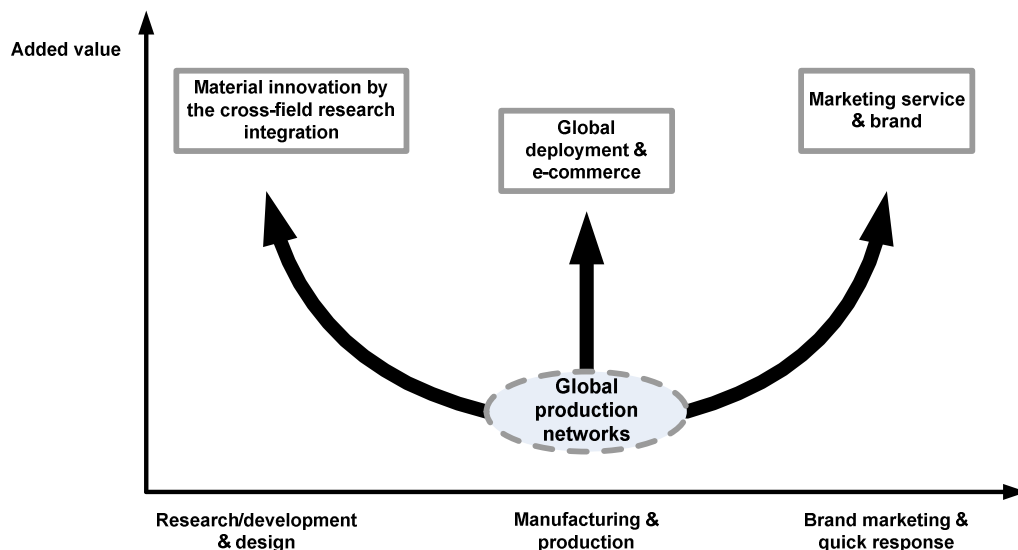 Added value
Material innovation by
the cross-field research
integration
Global
deployment &
e-commerce
Marketing service
& brand
Global
production
networks
Research/development
& design
Manufacturing &
production
Brand marketing &
quick response